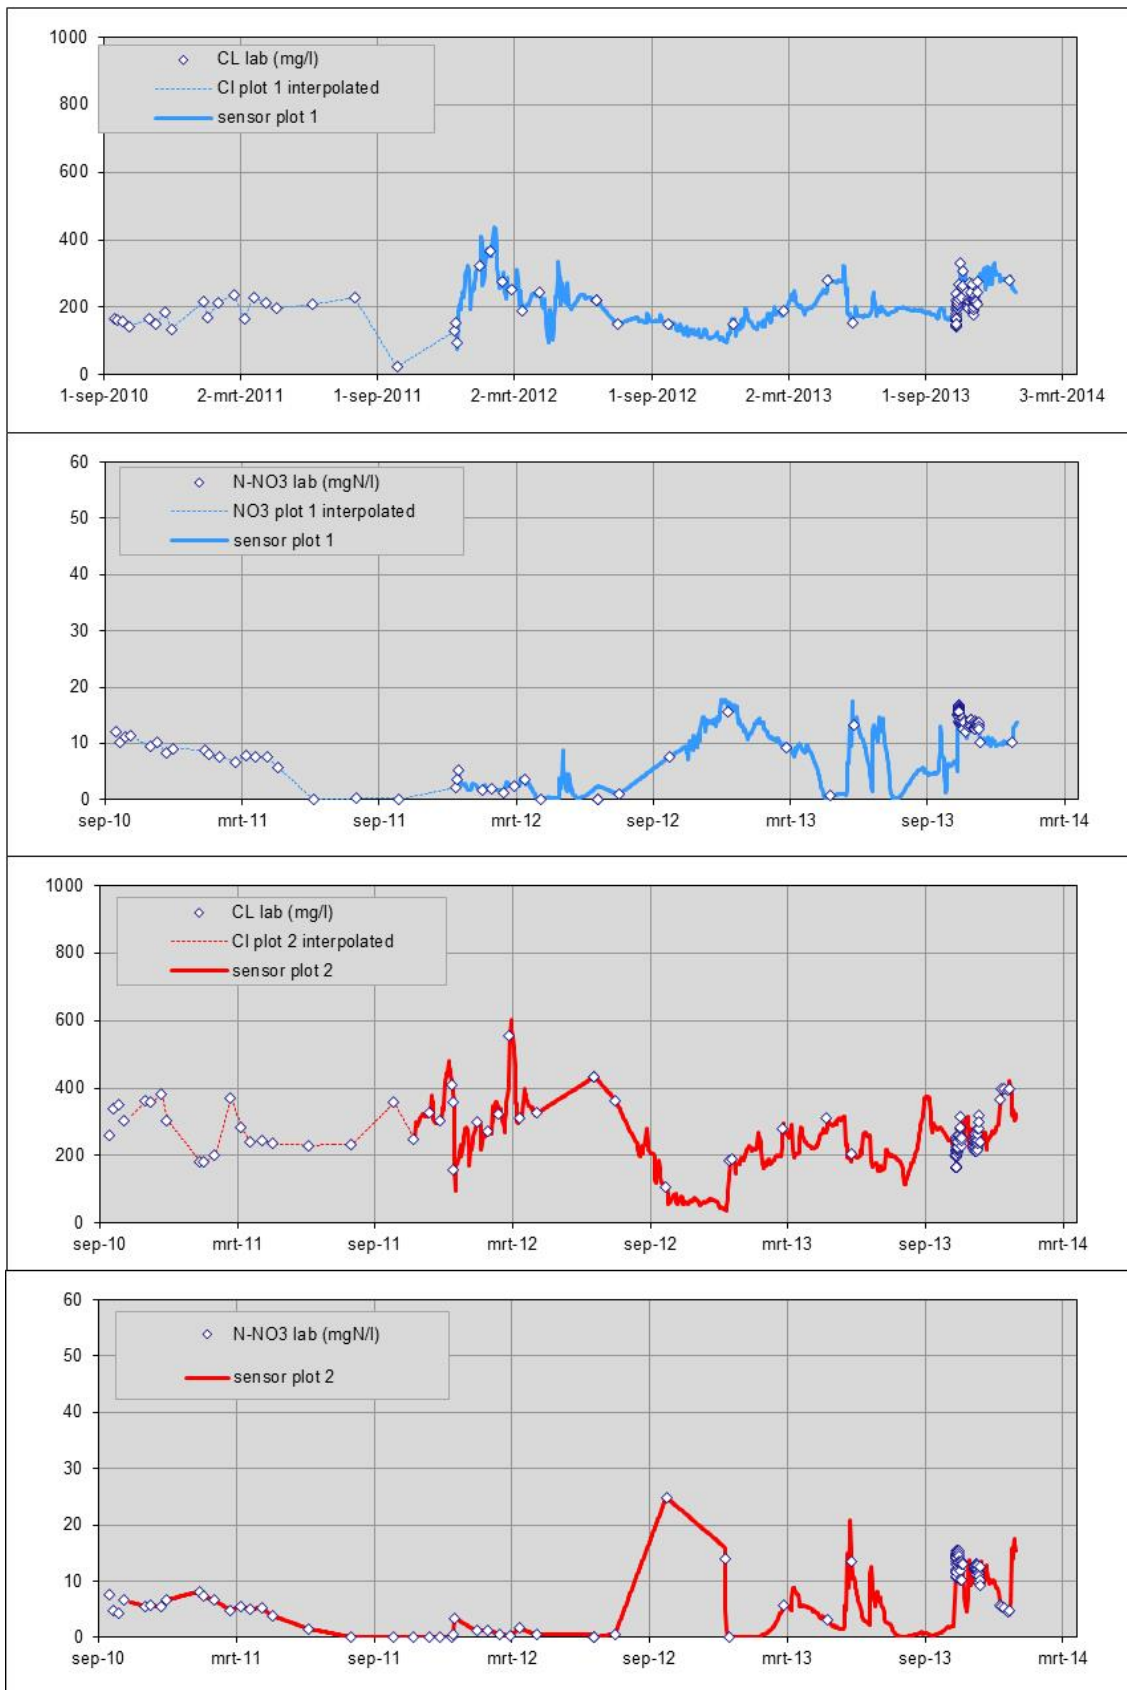 1000
CL lab (mg/l)
800
Cl plot 1 interpolated
sensor plot 1
600
400
200
0
1-sep-2010 2-mrt-2011 1-sep-2011 2-mrt-2012 1-sep-2012 2-mrt-2013 1-sep-2013 3-mrt-2014
60
N-NO3 lab (mgN/l)
50
NO3 plot 1 interpolated
sensor plot 1
40
30
20
10
0
sep-10 mrt-11 sep-11 mrt-12 sep-12 mrt-13 sep-13 mrt-14
1000
CL lab (mg/l)
Cl plot 2 interpolated
800
sensor plot 2
600
400
200
0
sep-10 mrt-11 sep-11 mrt-12 sep-12 mrt-13 sep-13 mrt-14
60
N-NO3 lab (mgN/l)
50
sensor plot 2
40
30
20
10
0
sep-10 mrt-11 sep-11 mrt-12 sep-12 mrt-13 sep-13 mrt-14